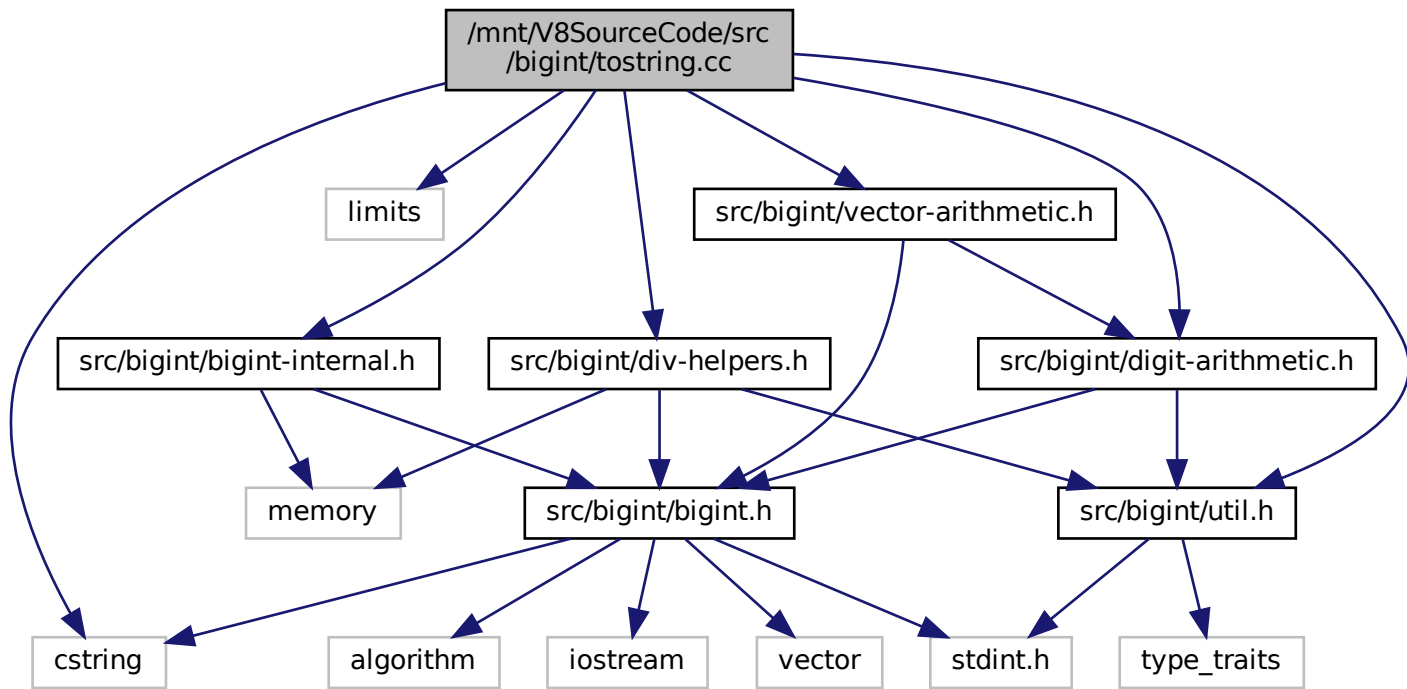 /mnt/V8SourceCode/src
/bigint/tostring.cc
limits
src/bigint/vector-arithmetic.h
src/bigint/bigint-internal.h
src/bigint/div-helpers.h
src/bigint/digit-arithmetic.h
memory
src/bigint/bigint.h
src/bigint/util.h
cstring
algorithm
iostream
vector
stdint.h
type_traits